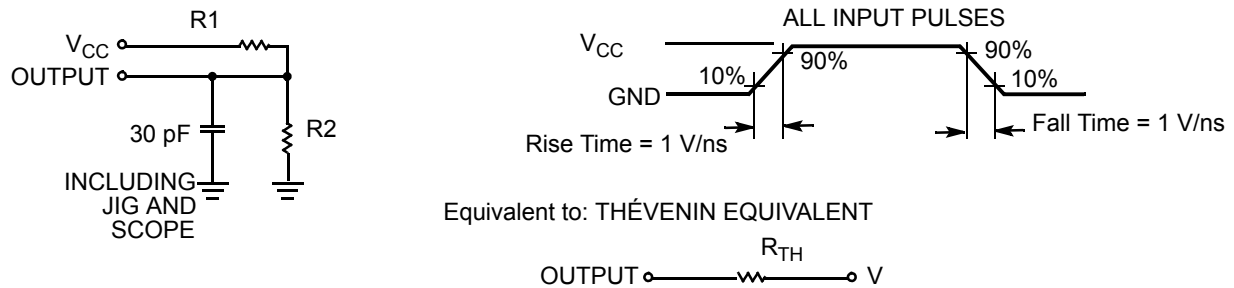 R1
VCC
OUTPUT
30 pF
R2
INCLUDING
JIG AND
SCOPE
ALL INPUT PULSES
VCC
GND
10%
90%
90%
10%
Rise Time = 1 V/ns
Fall Time = 1 V/ns
Equivalent to: THÉVENIN EQUIVALENT
RTH
OUTPUT
V